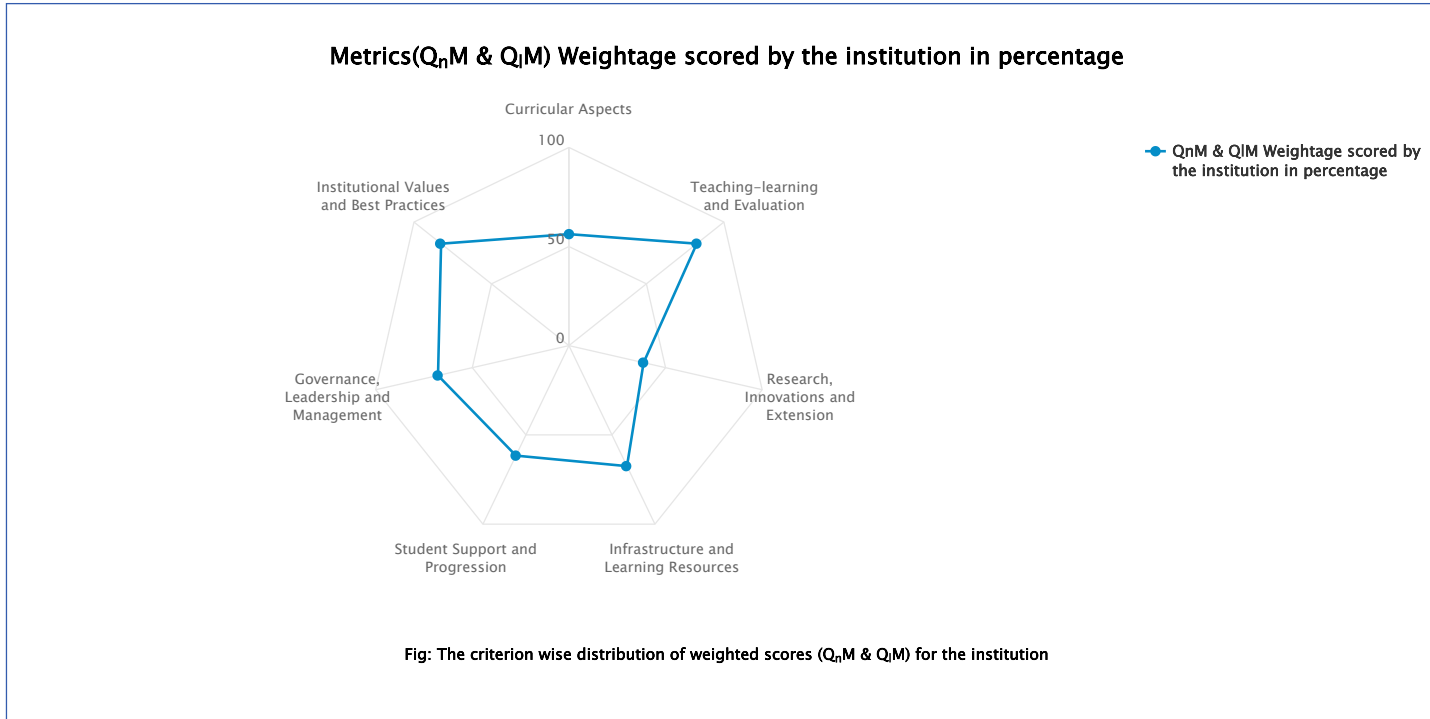 Metrics(QnM & QlM) Weightage scored by the institution in percentage
Curricular Aspects
100
QnM & QlM Weightage scored by
the institution in percentage
Institutional Values
and Best Practices
Teaching-learning
and Evaluation
50
0
Governance,
Leadership and
Management
Research,
Innovations and
Extension
Student Support and
Progression
Infrastructure and
Learning Resources
Fig: The criterion wise distribution of weighted scores (QnM & QlM) for the institution